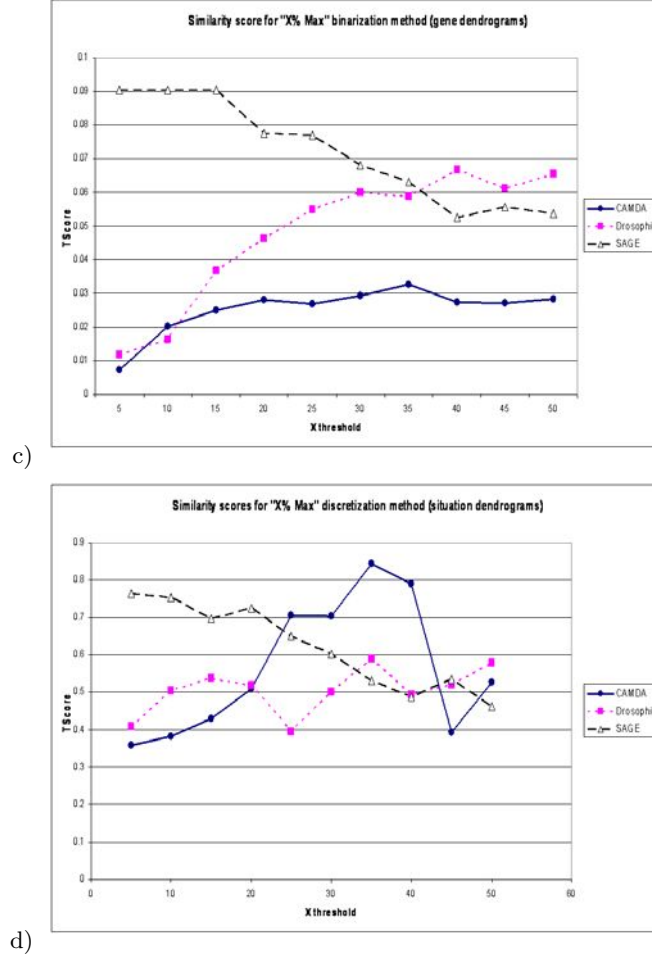 Similarity score for "X% Max" binarization method (gene dendrograms)
0.1
0.09
0.08
0.07
0.06
0.05
0.04
0.03
0.02
0.01
0
TScore
5 10 15 20 25 30 35 40 45 50
X threshold
CAMDA
Drosophi
SAGE
c)
Similarity scores for "X% Max" discretization method (situation dendrograms)
0.9
0.8
0.7
0.6
0.5
0.4
0.3
0.2
0.1
0
TScore
0 10 20 30 40 50 60
X threshold
CAMDA
Drosophi
SAGE
d)